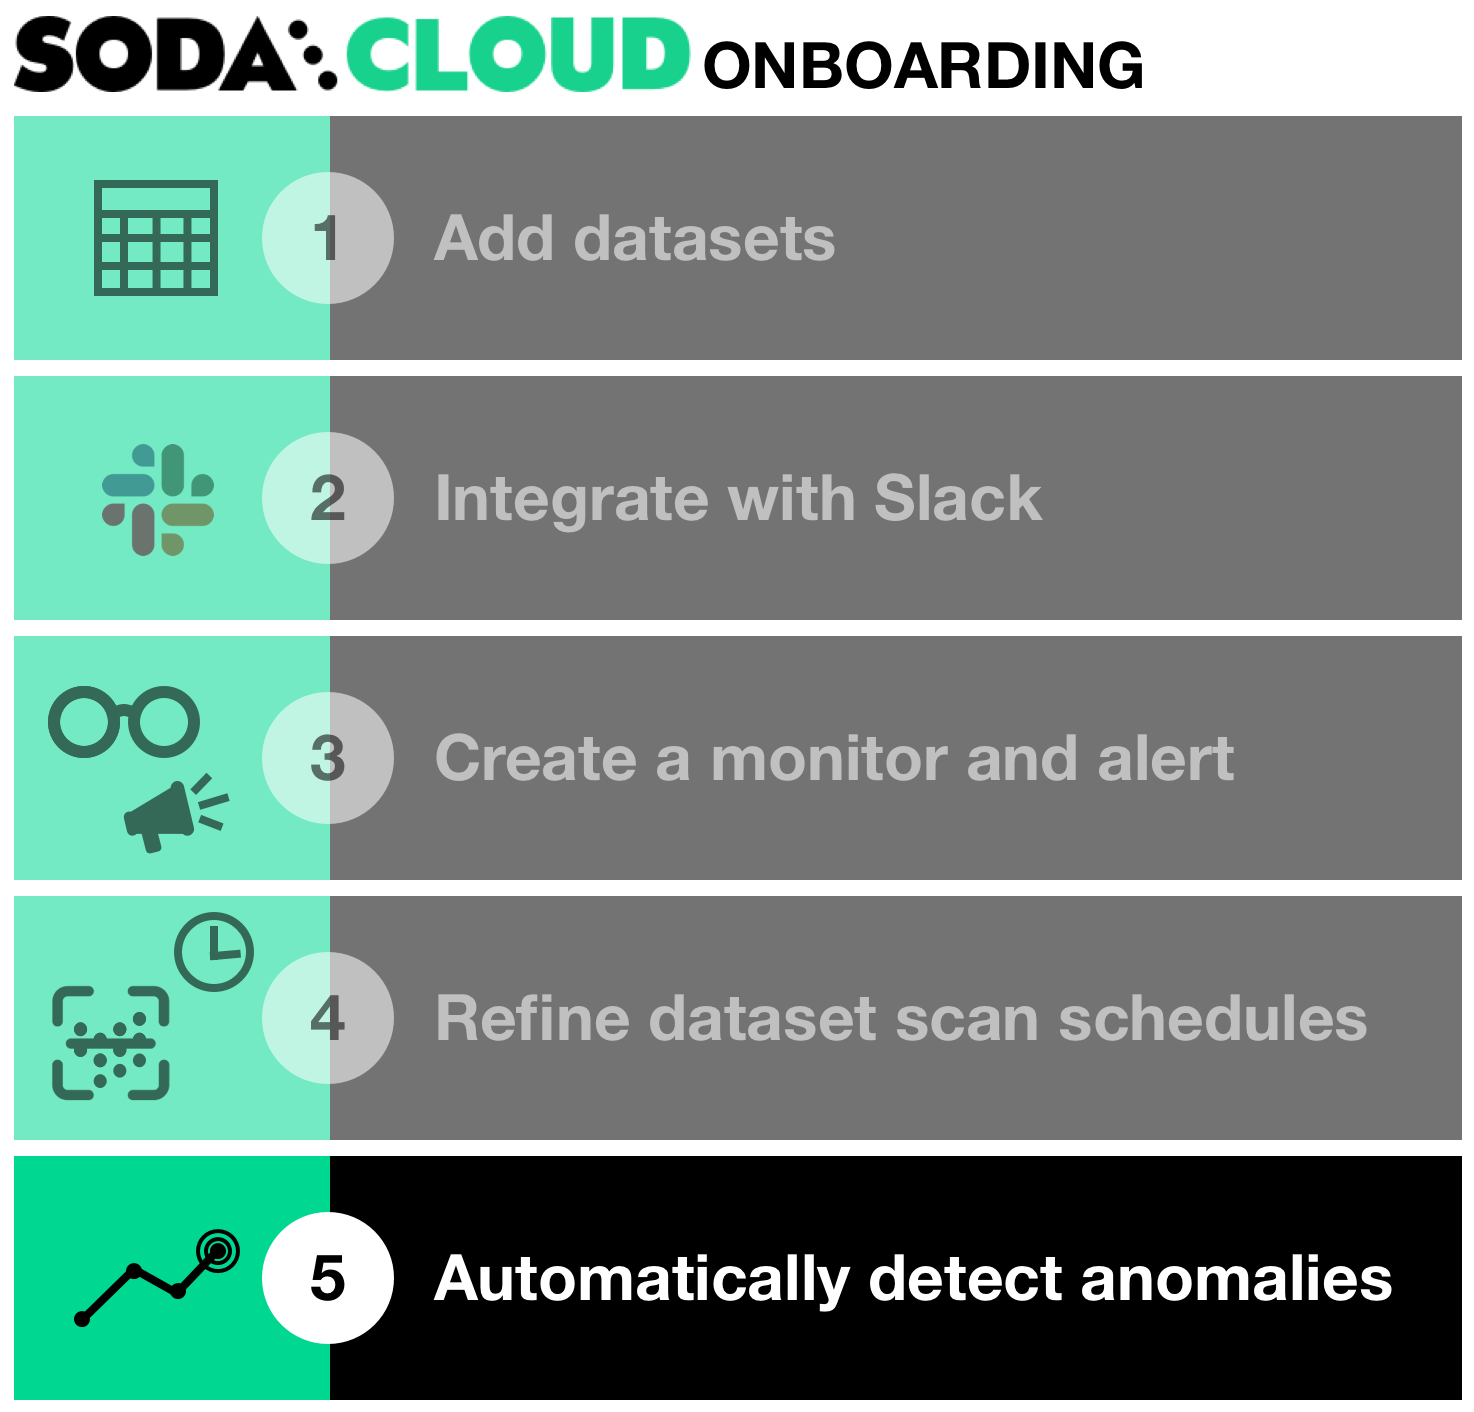 SODA CLOUD ONBOARDING
1 Add datasets
2 Integrate with Slack
3 Create a monitor and alert
4 Refine dataset scan schedules
5 Automatically detect anomalies